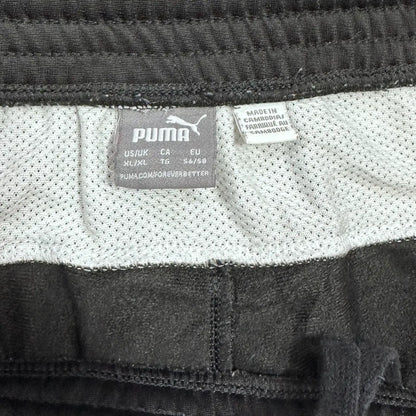 PUMA
US/UK CA EU
XL/XL TG 56/58
PUMA.COM/FOREVERBETTER
MADE IN
CAMBODIA/
FABRIQUÉ AU
CAMBODGE